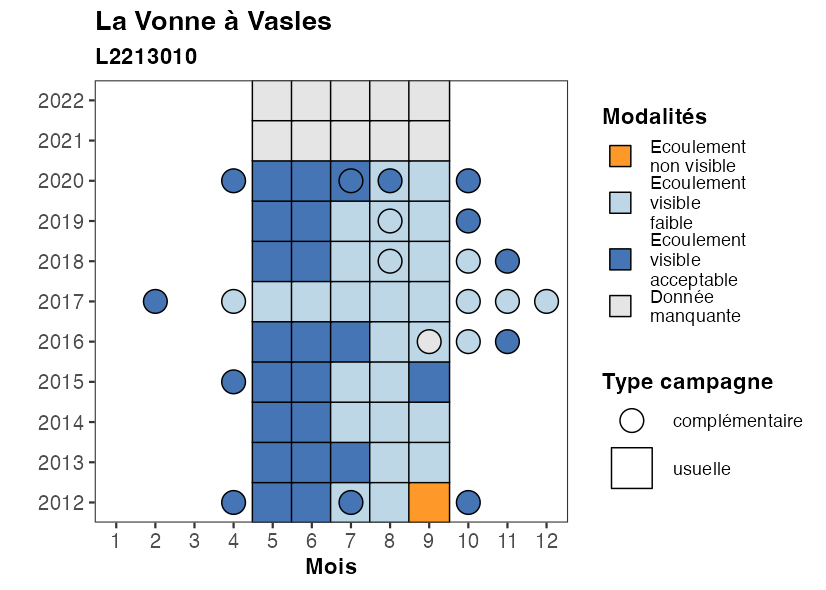 La Vonne à Vasles
L2213010
2022
2021
2020
2019
2018
2017
2016
2015
2014
2013
2012
1 2 3 4 5 6 7 8 9 10 11 12
Mois
Modalités
Ecoulement
non visible
Ecoulement
visible
faible
Ecoulement
visible
acceptable
Donnée
manquante
Type campagne
complémentaire
usuelle